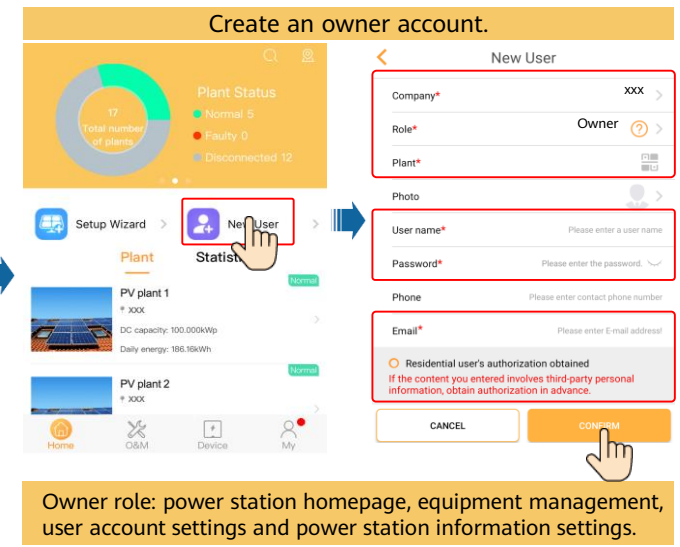 Create an owner account.
Plant Status
Normal 5
Faulty 0
Disconnected 12
17
Total number
of plants
Setup Wizard
New User
Plant
Statisti
Normal
PV plant 1
xxx
DC capacity: 100.000kWp
Daily energy: 186.16kWh
Normal
PV plant 2
xxx
Home
O&M
Device
My
New User
Company* xxx
Role* Owner ?
Plant*
Photo
User name* Please enter a user name
Password* Please enter the password.
Phone Please enter contact phone number
Email* Please enter E-mail address!
Residential user's authorization obtained
If the content you entered involves third-party personal
information, obtain authorization in advance.
CANCEL
CONFIRM
Owner role: power station homepage, equipment management,
user account settings and power station information settings.